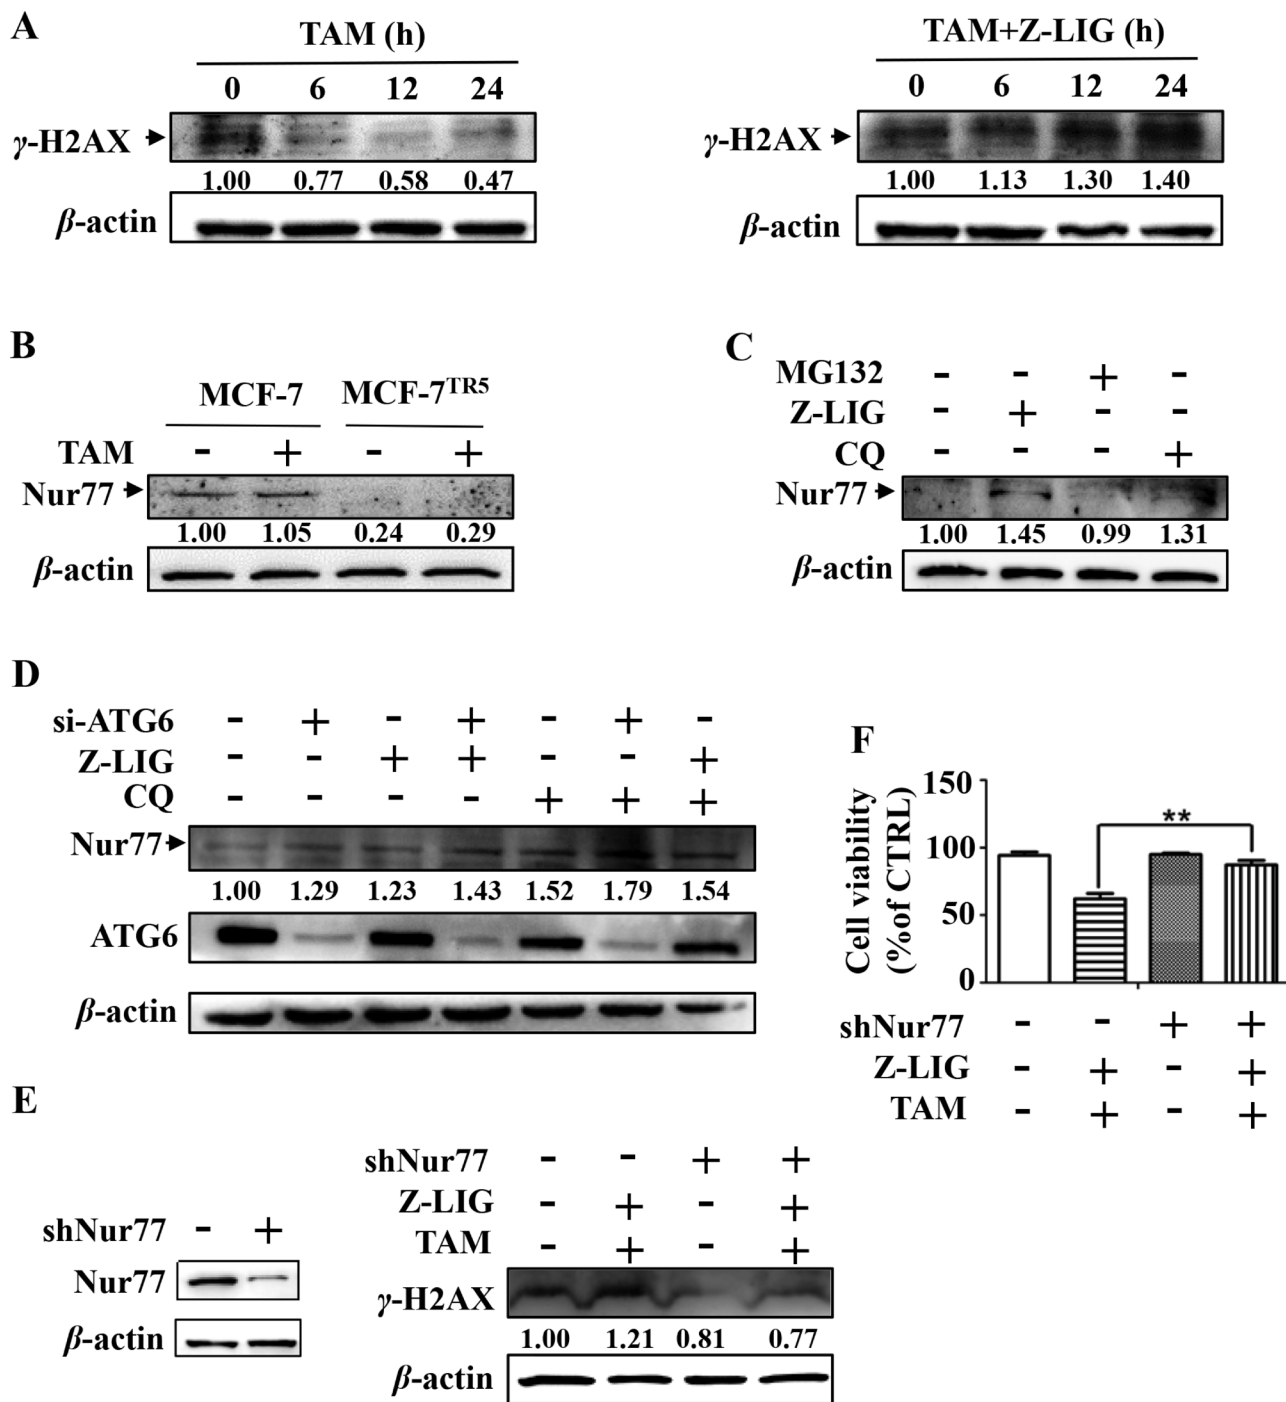 A
TAM (h)
0 6 12 24
γ-H2AX
1.00 0.77 0.58 0.47
β-actin
TAM+Z-LIG (h)
0 6 12 24
γ-H2AX
1.00 1.13 1.30 1.40
β-actin
B
MCF-7 MCF-7TR5
TAM - + - +
Nur77
1.00 1.05 0.24 0.29
β-actin
C
MG132 - - + -
Z-LIG - + - -
CQ - - - +
Nur77
1.00 1.45 0.99 1.31
β-actin
D
si-ATG6 - + - + - + -
Z-LIG - - + + - - +
CQ - - - - + + +
Nur77
1.00 1.29 1.23 1.43 1.52 1.79 1.54
ATG6
β-actin
F
Cell viability
(%of CTRL)
150
100
50
0
**
shNur77 - - + +
Z-LIG - + - +
TAM - + - +
E
shNur77 - +
Nur77
β-actin
shNur77 - - + +
Z-LIG - + - +
TAM - + - +
γ-H2AX
1.00 1.21 0.81 0.77
β-actin